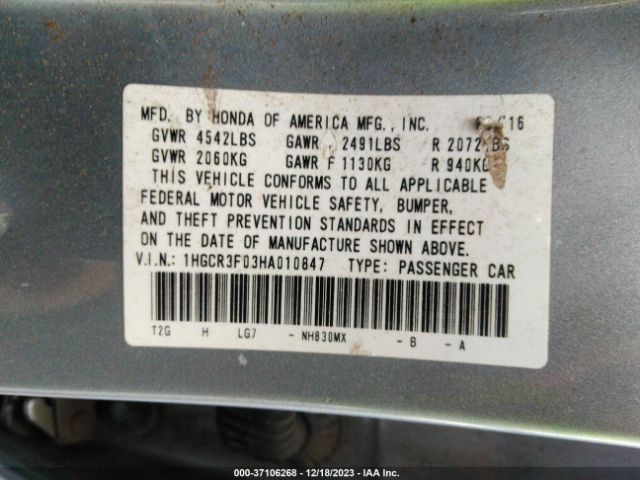 MFD. BY HONDA OF AMERICA MFG., INC. /16
GVWR 4542LBS GAWR 2491LBS R 2072LBS
GVWR 2060KG GAWR F 1130KG R 940KG
THIS VEHICLE CONFORMS TO ALL APPLICABLE
FEDERAL MOTOR VEHICLE SAFETY, BUMPER,
AND THEFT PREVENTION STANDARDS IN EFFECT
ON THE DATE OF MANUFACTURE SHOWN ABOVE.
V.I.N.: 1HGCR3F03HA010847 TYPE: PASSENGER CAR
T2G H LG7 - NH830MX - B - A
000-37106268 - 12/18/2023 - IAA Inc.